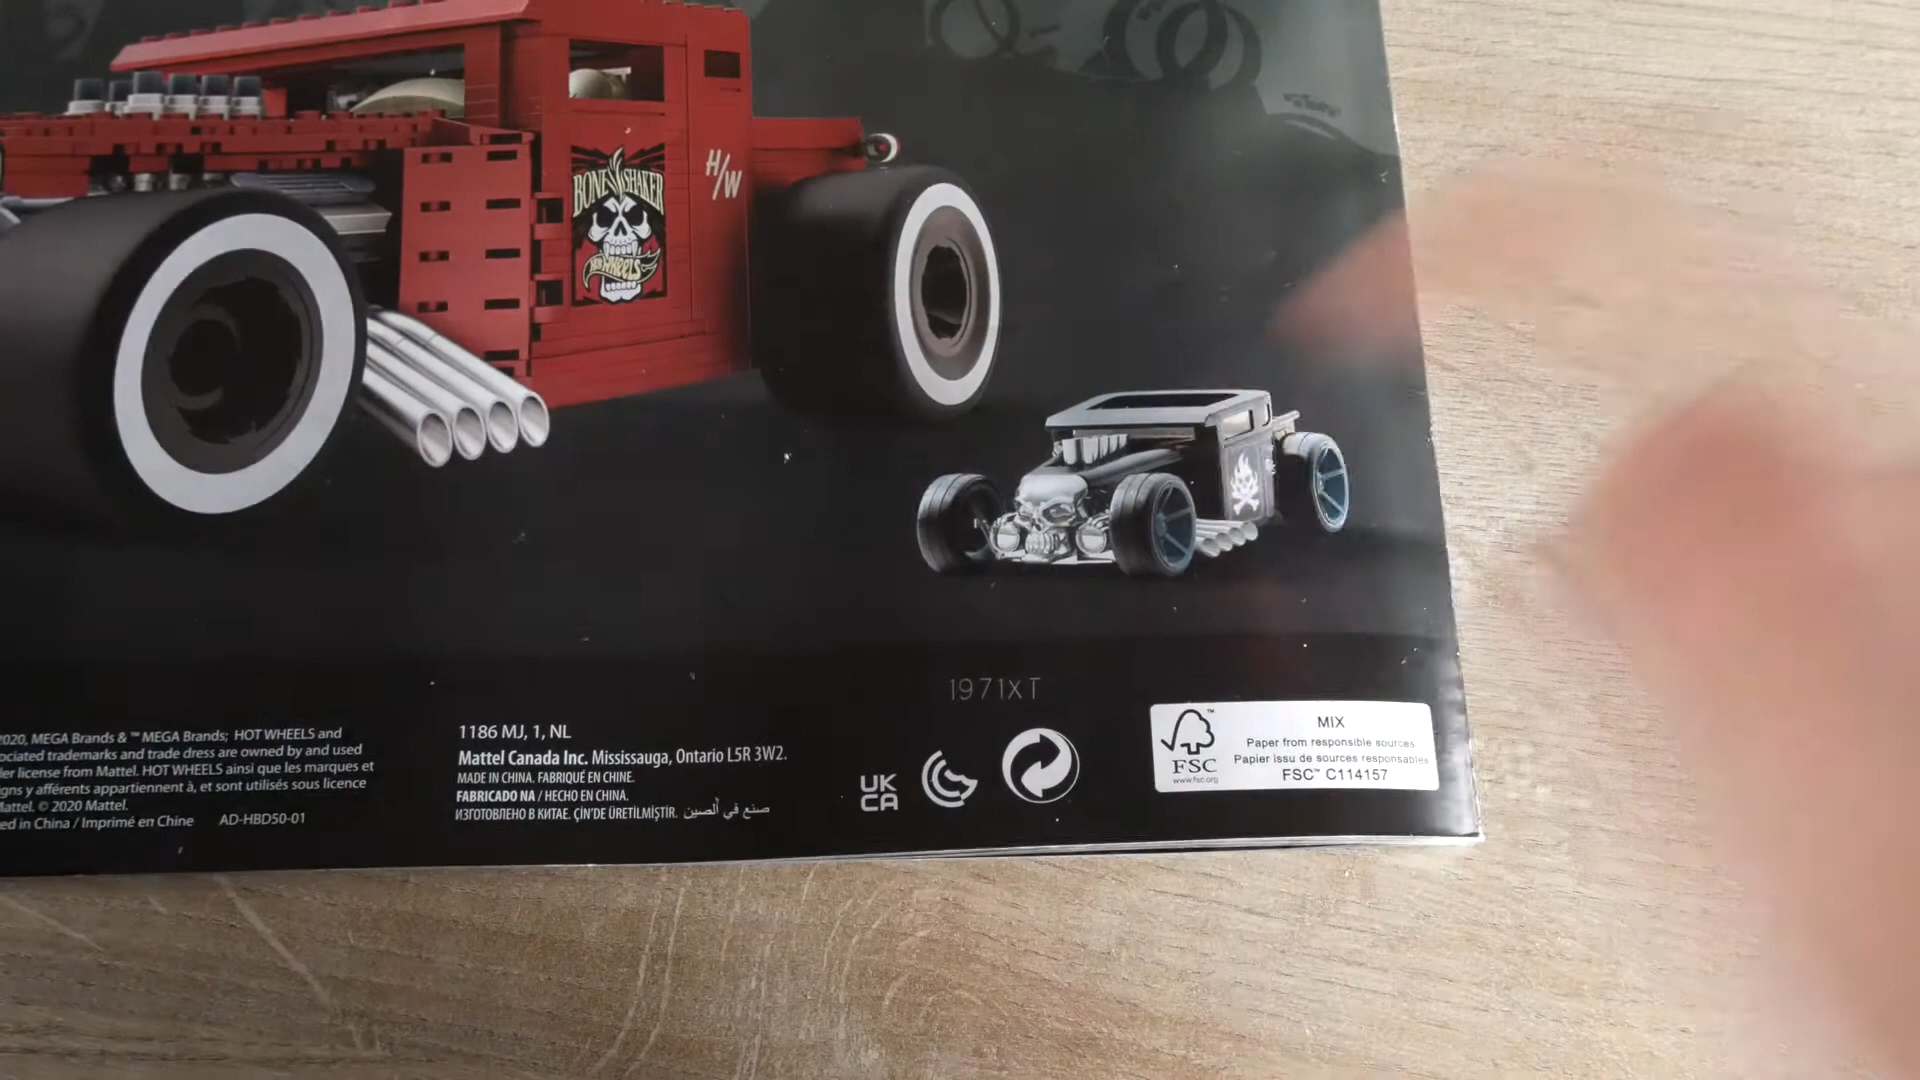 BONE SHAKER
HOT WHEELS
H/W
1971XT
2020, MEGA Brands & ™ MEGA Brands; HOT WHEELS and
ociated trademarks and trade dress are owned by and used
der license from Mattel. HOT WHEELS ainsi que les marques et
igns y afférents appartiennent à, et sont utilisés sous licence
Mattel. © 2020 Mattel.
ed in China / Imprimé en Chine AD-HBD50-01
1186 MJ, 1, NL
Mattel Canada Inc. Mississauga, Ontario L5R 3W2.
MADE IN CHINA. FABRIQUÉ EN CHINE.
FABRICADO NA / HECHO EN CHINA.
ИЗГОТОВЛЕНО В КИТАЕ. ÇİN'DE ÜRETİLMİŞTİR. صنع في الصين
UK
CA
FSC™
www.fsc.org
MIX
Paper from responsible sources
Papier issu de sources responsables
FSC™ C114157